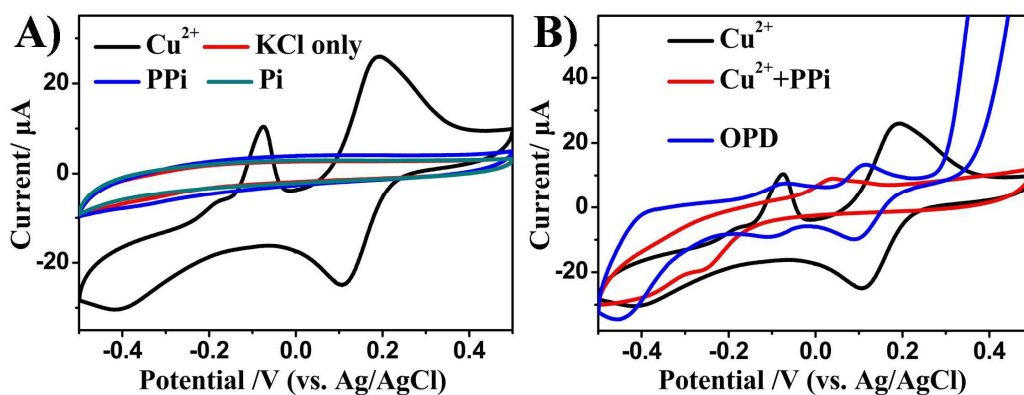 A)
Cu²⁺ KCl only
PPi Pi
20
0
-20
Current/ μA
-0.4 -0.2 0.0 0.2 0.4
Potential /V (vs. Ag/AgCl)
B)
Cu²⁺
Cu²⁺+PPi
OPD
40
20
0
-20
Current/ μA
-0.4 -0.2 0.0 0.2 0.4
Potential /V (vs. Ag/AgCl)